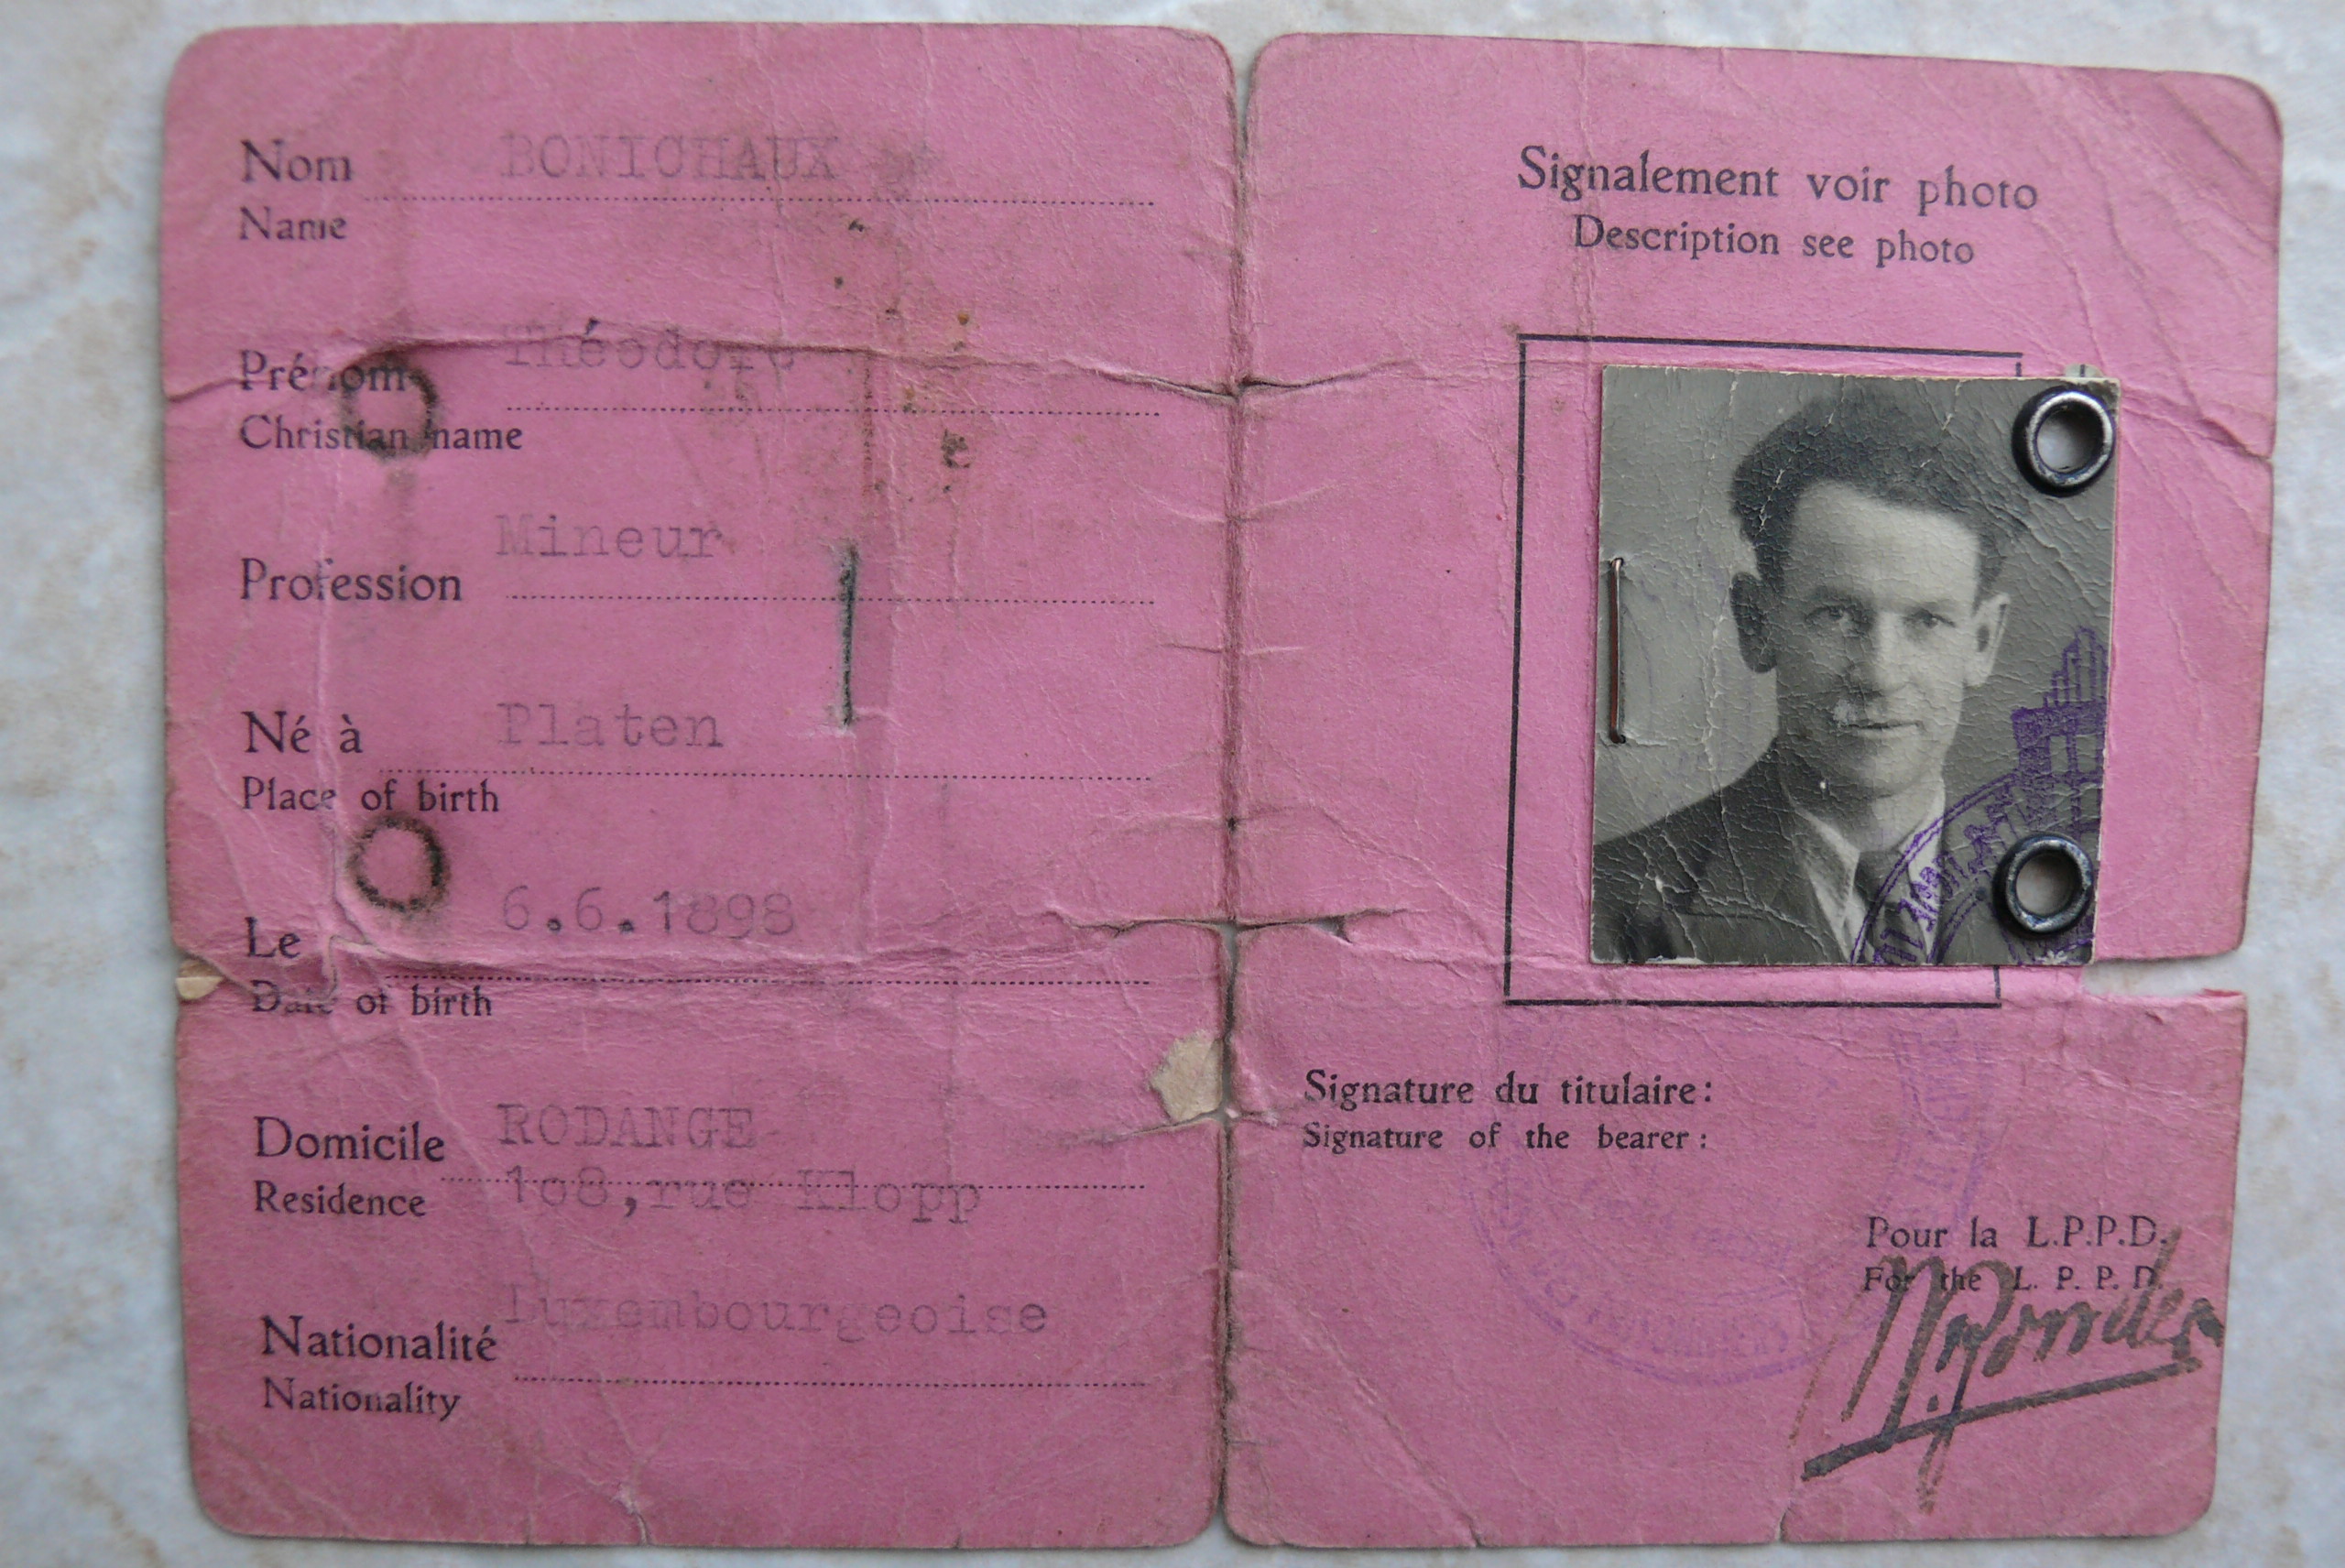 Nom BONICHAUX
Name
Prénom Théodore
Christian name
Profession Mineur
Né à Platen
Place of birth
Le 6.6.1898
Date of birth
Domicile RODANGE
Residence 108,rue Klopp
Nationalité Luxembourgeoise
Nationality
Signalement voir photo
Description see photo
Signature du titulaire:
Signature of the bearer:
Pour la L.P.P.D.
For the L. P. P. D.